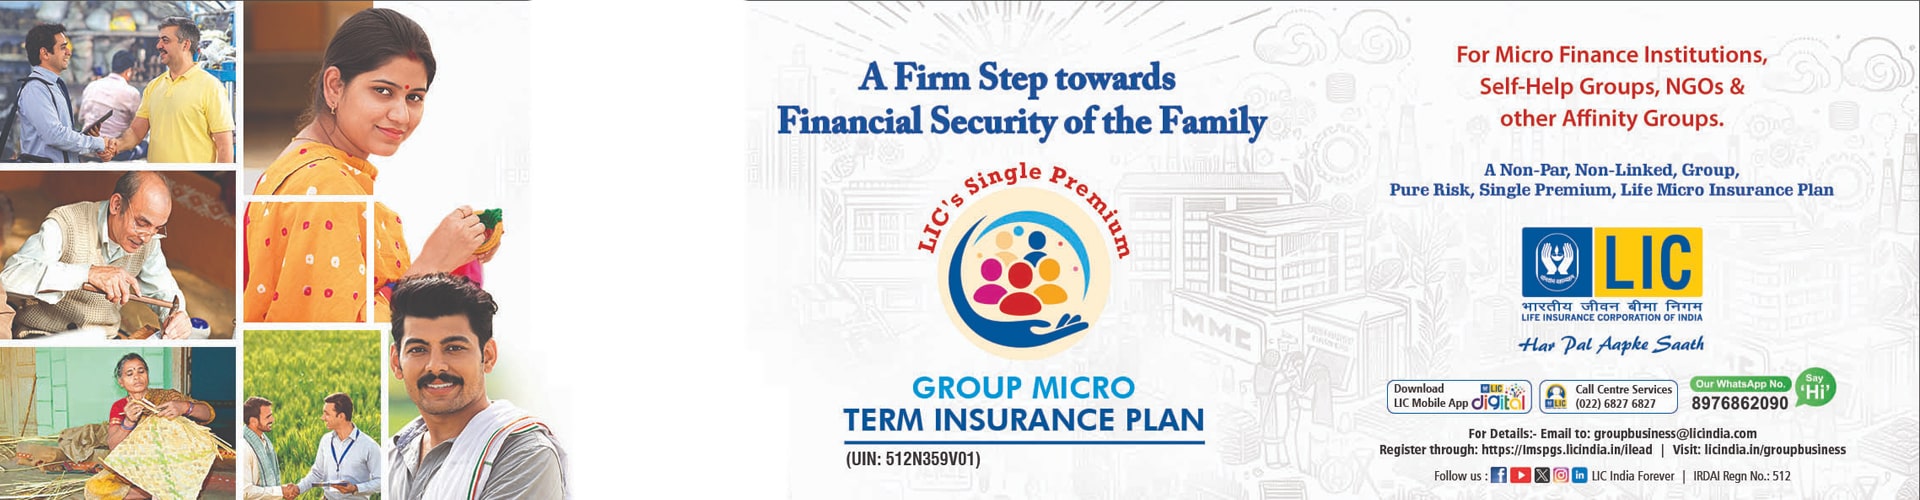 A Firm Step towards
Financial Security of the Family
LIC's Single Premium
GROUP MICRO
TERM INSURANCE PLAN
(UIN: 512N359V01)
MME
For Micro Finance Institutions,
Self-Help Groups, NGOs &
other Affinity Groups.
A Non-Par, Non-Linked, Group,
Pure Risk, Single Premium, Life Micro Insurance Plan
LIC
भारतीय जीवन बीमा निगम
LIFE INSURANCE CORPORATION OF INDIA
Har Pal Aapke Saath
Download
LIC Mobile App
LIC
digital
LIC
Call Centre Services
(022) 6827 6827
Our WhatsApp No.
8976862090
Say
'Hi'
For Details:- Email to: groupbusiness@licindia.com
Register through: https://imspgs.licindia.in/ilead | Visit: licindia.in/groupbusiness
Follow us : LIC India Forever | IRDAI Regn No.: 512